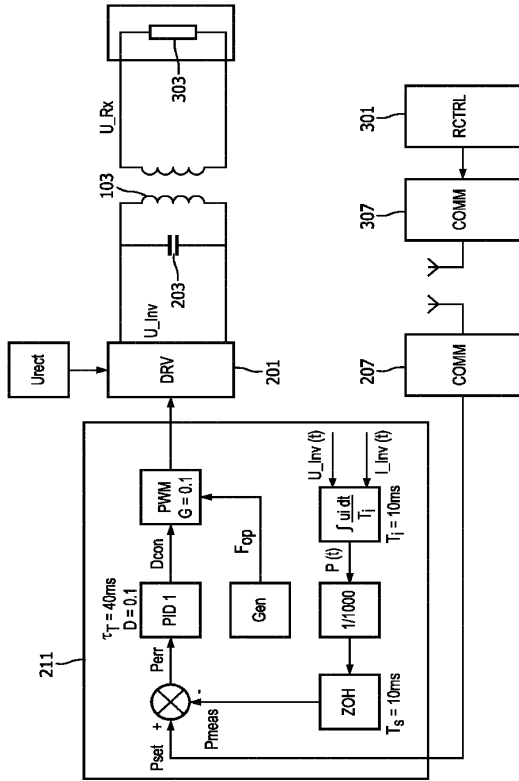 211
Pset
+
-
Pmeas
Perr
τT = 40ms
D = 0.1
PID 1
Dcon
PWM
G = 0.1
Gen
Fop
U_Inv (t)
I_Inv (t)
∫ ui dt / Ti
Ti = 10ms
P (t)
1/1000
ZOH
Ts = 10ms
Urect
DRV
201
U_Inv
203
103
U_Rx
303
COMM
207
COMM
307
RCTRL
301